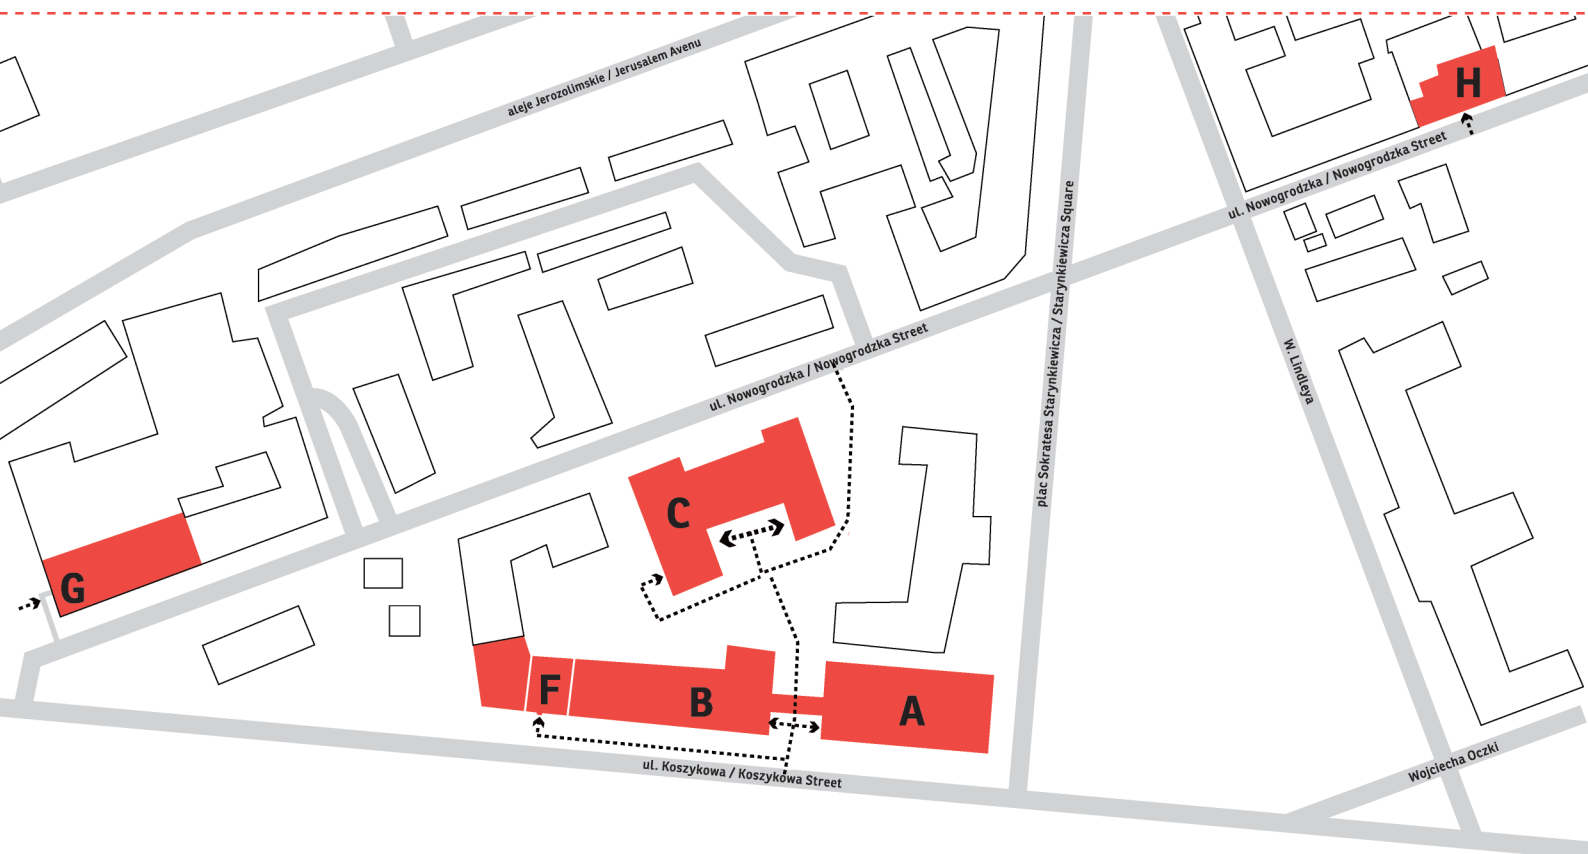 aleje Jerozolimskie / Jerusalem Avenu
H
ul. Nowogrodzka / Nowogrodzka Street
plac Sokratesa Starynkiewicza / Starynkiewicza Square
ul. Nowogrodzka / Nowogrodzka Street
W. Lindleya
C
G
F
B
A
ul. Koszykowa / Koszykowa Street
Wojciecha Oczki